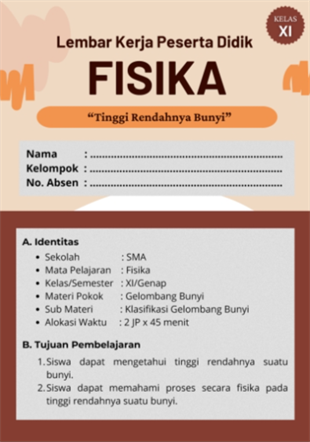 KELAS
XI
Lembar Kerja Peserta Didik
FISIKA
“Tinggi Rendahnya Bunyi”
Nama : ................................................................
Kelompok : ................................................................
No. Absen : ................................................................
A. Identitas
• Sekolah : SMA
• Mata Pelajaran : Fisika
• Kelas/Semester : XI/Genap
• Materi Pokok : Gelombang Bunyi
• Sub Materi : Klasifikasi Gelombang Bunyi
• Alokasi Waktu : 2 JP x 45 menit
B. Tujuan Pembelajaran
1. Siswa dapat mengetahui tinggi rendahnya suatu
bunyi.
2. Siswa dapat memahami proses secara fisika pada
tinggi rendahnya suatu bunyi.